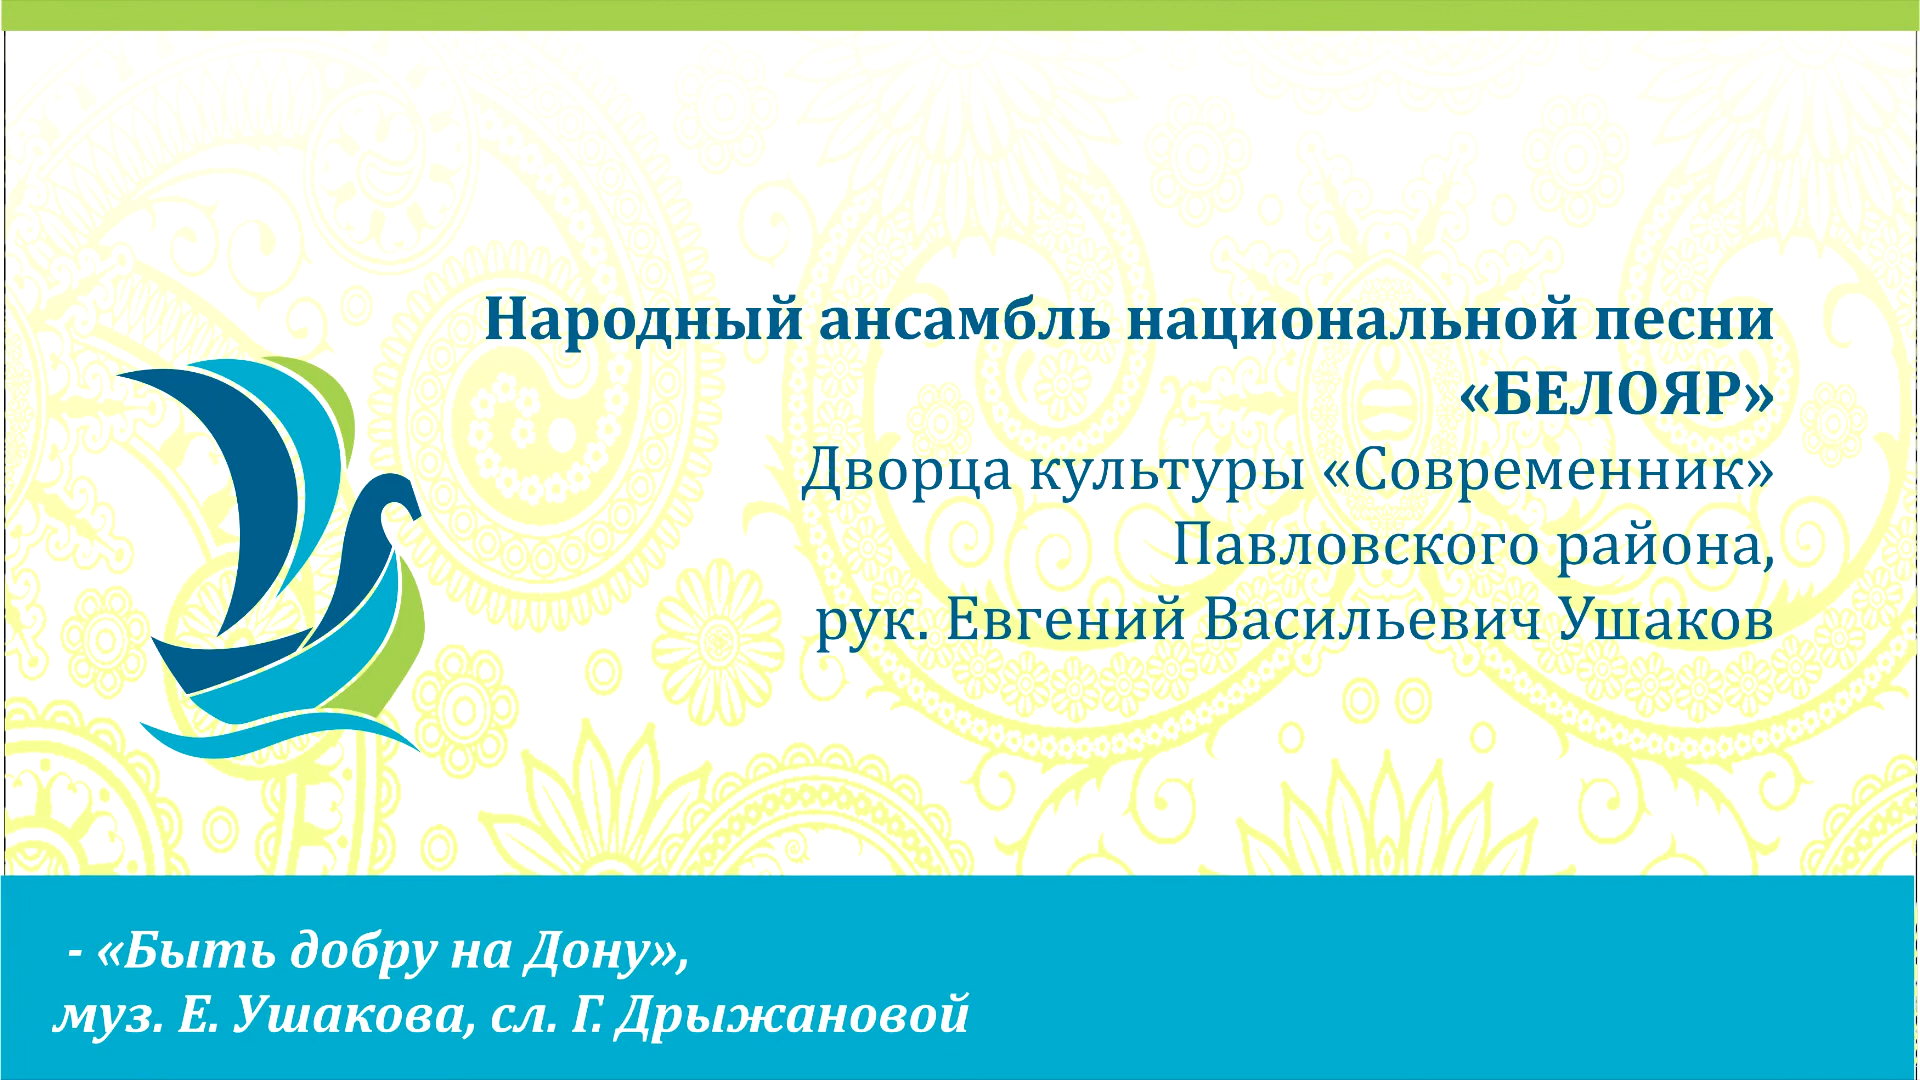 Народный ансамбль национальной песни
«БЕЛОЯР»
Дворца культуры «Современник»
Павловского района,
рук. Евгений Васильевич Ушаков
- «Быть добру на Дону»,
муз. Е. Ушакова, сл. Г. Дрыжановой